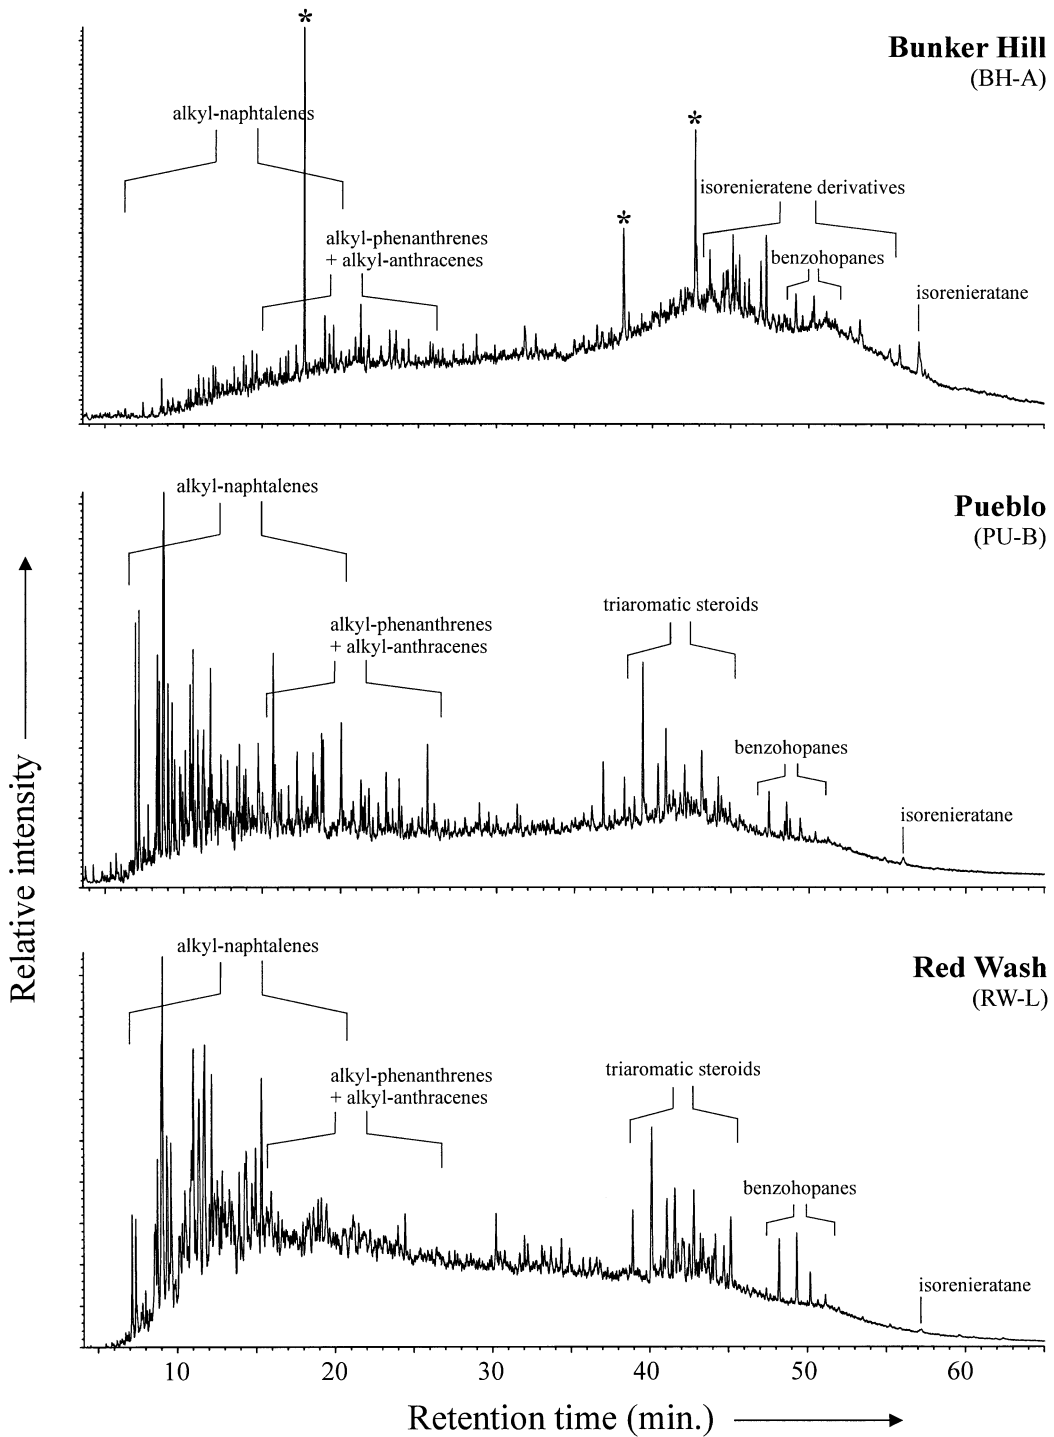 *
Bunker Hill
(BH-A)
alkyl-naphtalenes
*
isorenieratene derivatives
*
alkyl-phenanthrenes
+ alkyl-anthracenes
benzohopanes
isorenieratane
alkyl-naphtalenes
Pueblo
(PU-B)
triaromatic steroids
alkyl-phenanthrenes
+ alkyl-anthracenes
benzohopanes
isorenieratane
Relative intensity
alkyl-naphtalenes
Red Wash
(RW-L)
triaromatic steroids
alkyl-phenanthrenes
+ alkyl-anthracenes
benzohopanes
isorenieratane
10 20 30 40 50 60
Retention time (min.)